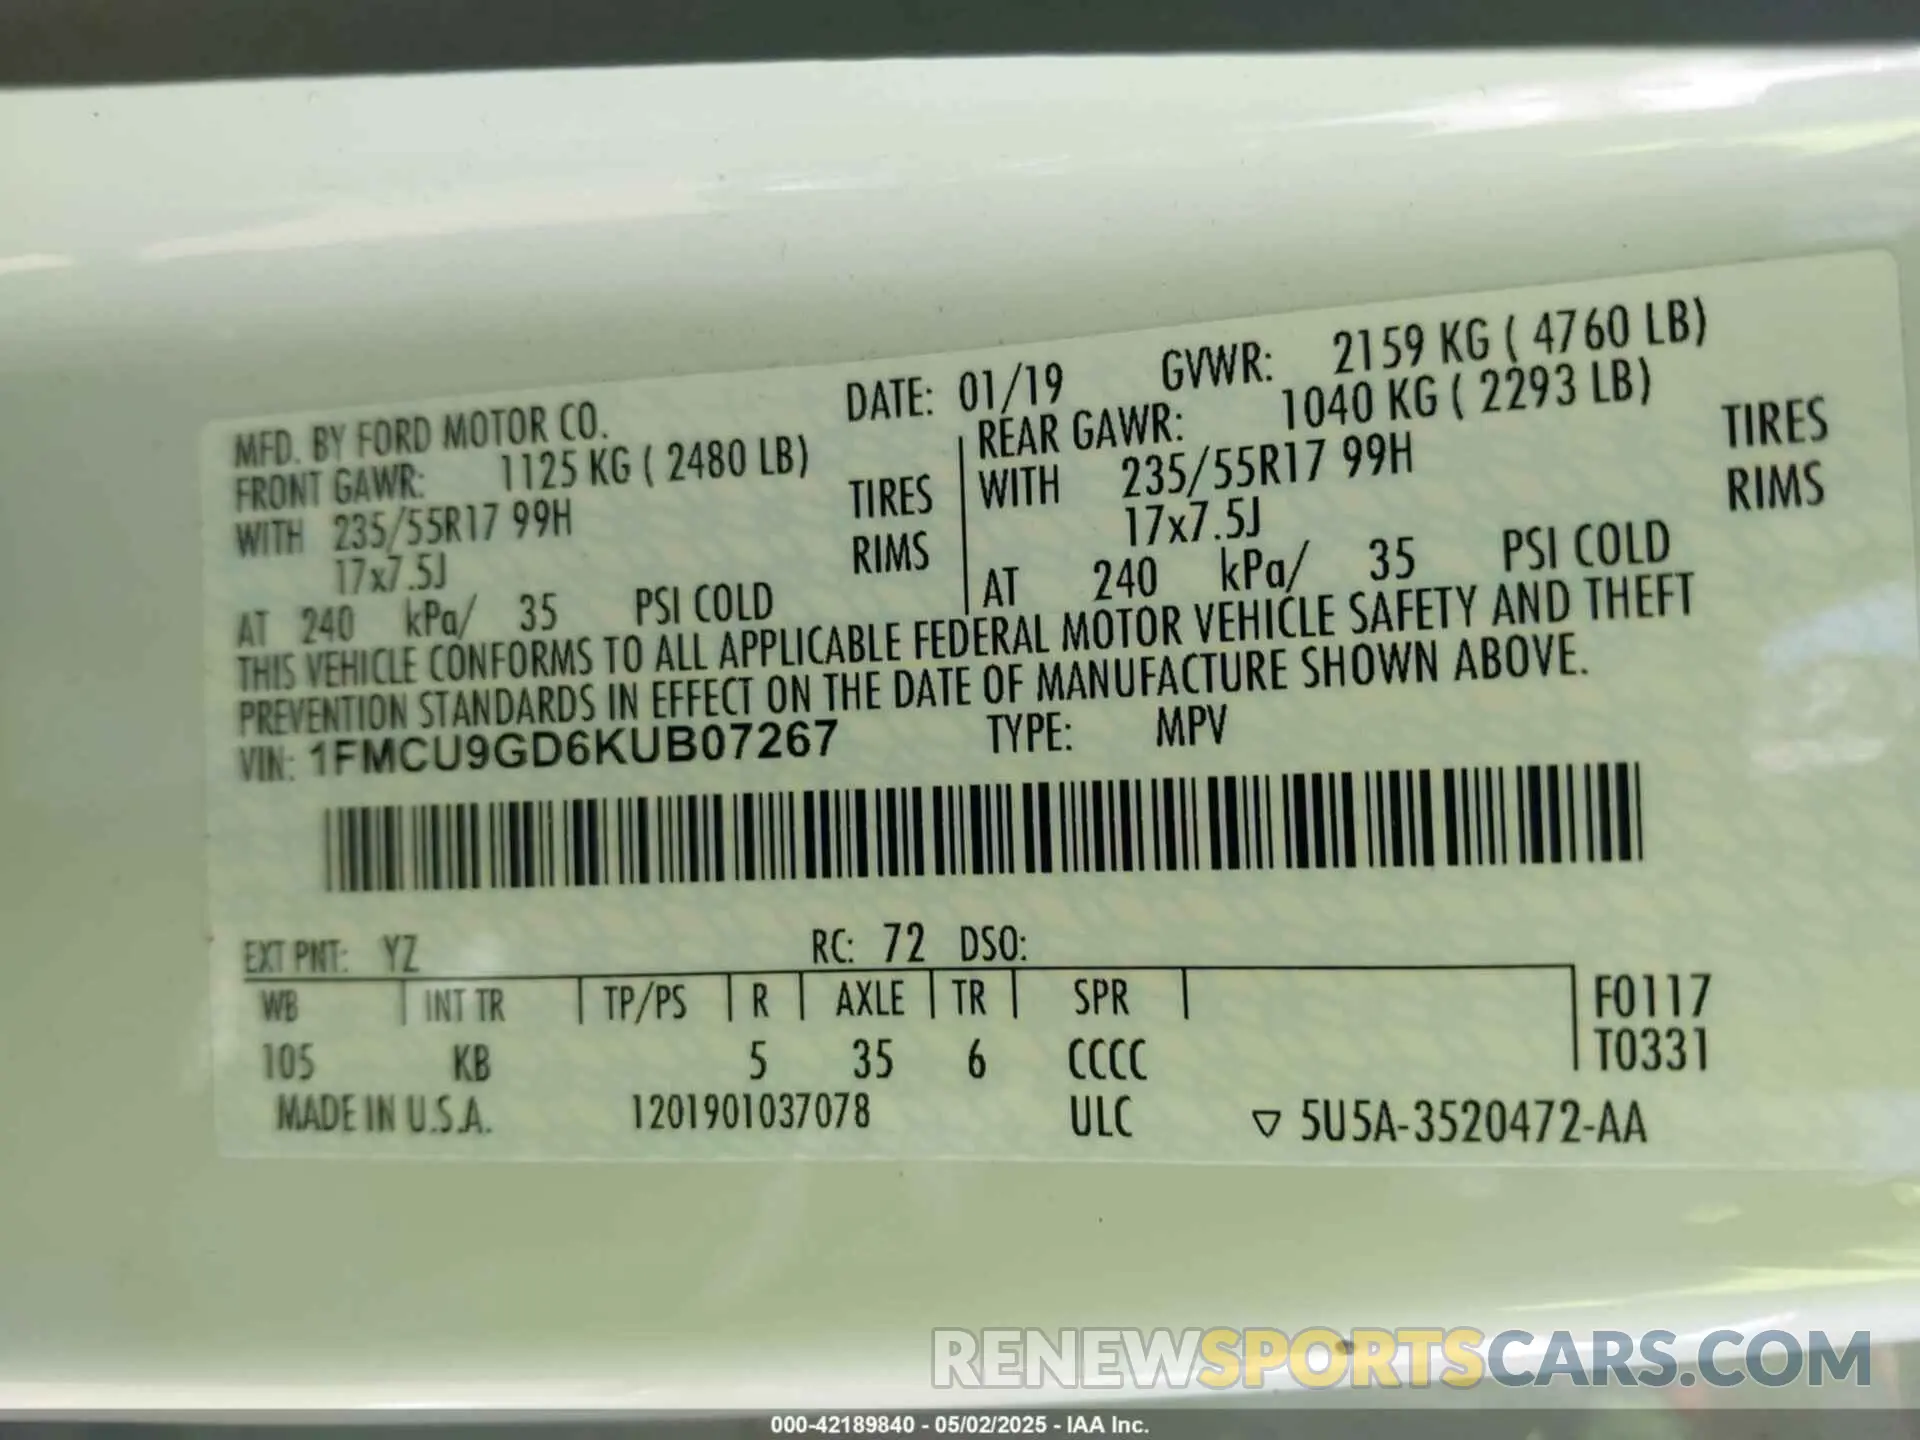 MFD. BY FORD MOTOR CO. DATE: 01/19 GVWR: 2159 KG ( 4760 LB)
FRONT GAWR: 1125 KG ( 2480 LB) REAR GAWR: 1040 KG ( 2293 LB)
WITH 235/55R17 99H TIRES WITH 235/55R17 99H TIRES
17x7.5J RIMS 17x7.5J RIMS
AT 240 kPa/ 35 PSI COLD AT 240 kPa/ 35 PSI COLD
THIS VEHICLE CONFORMS TO ALL APPLICABLE FEDERAL MOTOR VEHICLE SAFETY AND THEFT
PREVENTION STANDARDS IN EFFECT ON THE DATE OF MANUFACTURE SHOWN ABOVE.
VIN: 1FMCU9GD6KUB07267 TYPE: MPV
EXT PNT: YZ RC: 72 DSO:
WB INT TR TP/PS R AXLE TR SPR F0117
105 KB 5 35 6 CCCC T0331
MADE IN U.S.A. 1201901037078 ULC ▽ 5U5A-3520472-AA
RENEWSPORTSCARS.COM
000-42189840 - 05/02/2025 - IAA Inc.